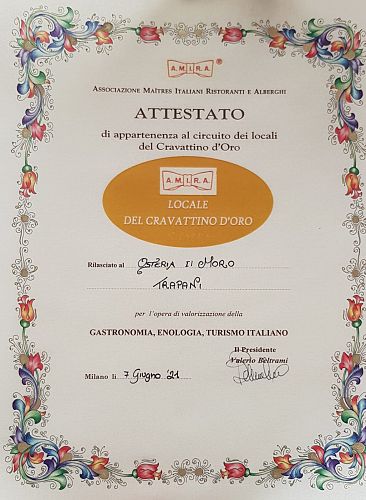 A.M.I.R.A. ®
ASSOCIAZIONE MAÎTRES ITALIANI RISTORANTI E ALBERGHI
ATTESTATO
di appartenenza al circuito dei locali
del Cravattino d'Oro
A.M.I.R.A.
LOCALE
DEL CRAVATTINO D'ORO
Rilasciato al OSTERIA Il MORO
TRAPANI
per l'opera di valorizzazione della
GASTRONOMIA, ENOLOGIA, TURISMO ITALIANO
Il Presidente
Valerio Beltrami
Milano li 7 Giugno '21